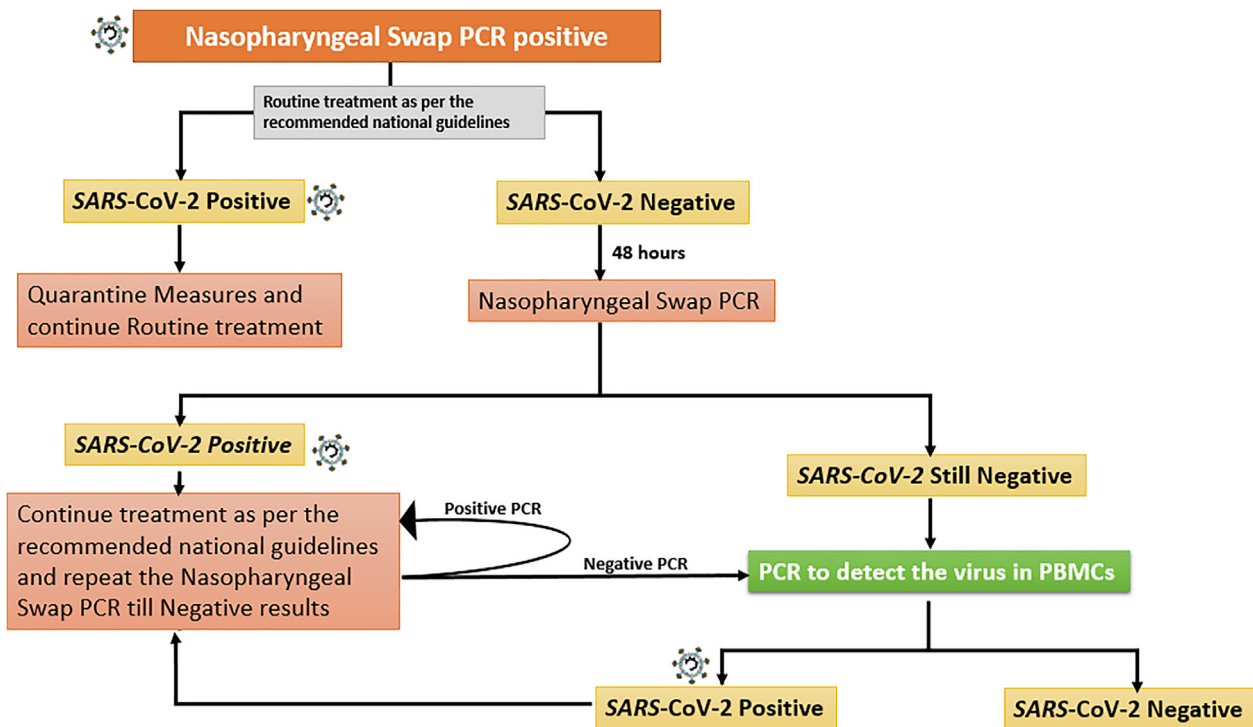 Nasopharyngeal Swap PCR positive
Routine treatment as per the
recommended national guidelines
SARS-CoV-2 Positive
SARS-CoV-2 Negative
48 hours
Quarantine Measures and
continue Routine treatment
Nasopharyngeal Swap PCR
SARS-CoV-2 Positive
SARS-CoV-2 Still Negative
Continue treatment as per the
recommended national guidelines
and repeat the Nasopharyngeal
Swap PCR till Negative results
Positive PCR
Negative PCR
PCR to detect the virus in PBMCs
SARS-CoV-2 Positive
SARS-CoV-2 Negative